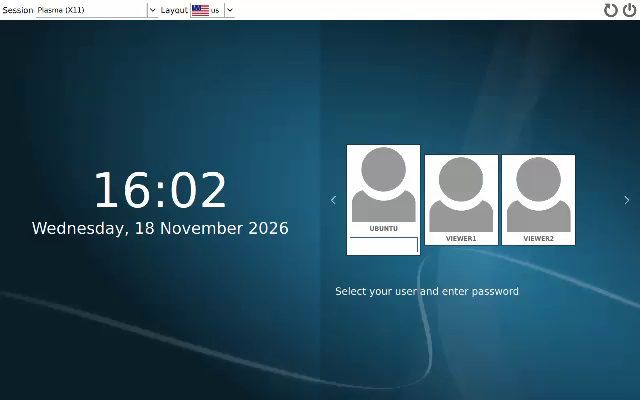 Session Plasma (X11) Layout us
16:02
Wednesday, 18 November 2026
UBUNTU
VIEWER1
VIEWER2
Select your user and enter password